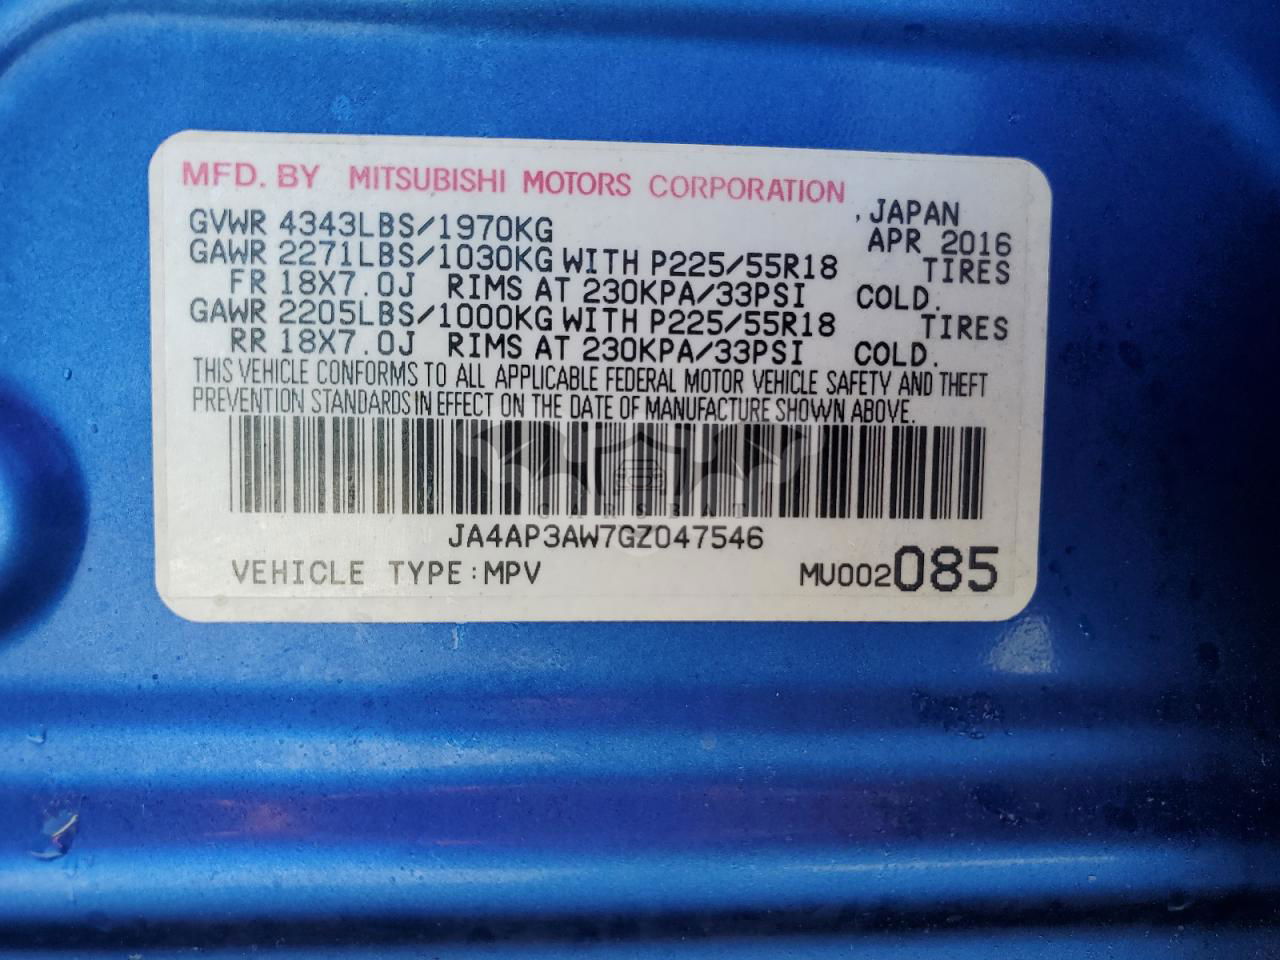 MFD. BY MITSUBISHI MOTORS CORPORATION
GVWR 4343LBS/1970KG , JAPAN
GAWR 2271LBS/1030KG WITH P225/55R18 APR 2016
TIRES
FR 18X7.0J RIMS AT 230KPA/33PSI COLD.
GAWR 2205LBS/1000KG WITH P225/55R18 TIRES
RR 18X7.0J RIMS AT 230KPA/33PSI COLD.
THIS VEHICLE CONFORMS TO ALL APPLICABLE FEDERAL MOTOR VEHICLE SAFETY AND THEFT
PREVENTION STANDARDS IN EFFECT ON THE DATE OF MANUFACTURE SHOWN ABOVE.
CARSBAT
JA4AP3AW7GZ047546
VEHICLE TYPE:MPV MU002085